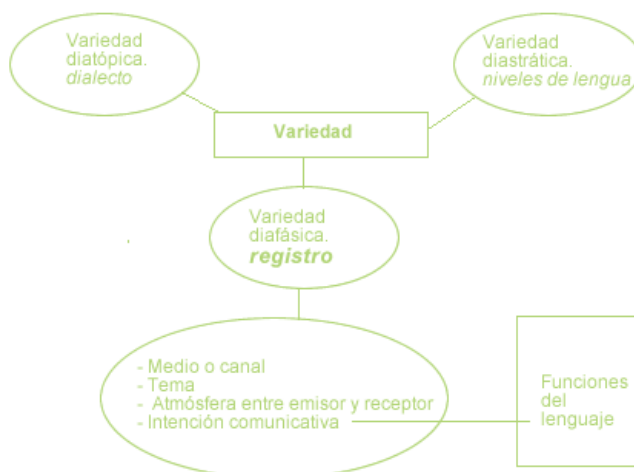 Variedad
diatópica.
dialecto
Variedad
diastrática.
niveles de lengua
Variedad
Variedad
diafásica.
registro
- Medio o canal
- Tema
- Atmósfera entre emisor y receptor
- Intención comunicativa
Funciones
del
lenguaje